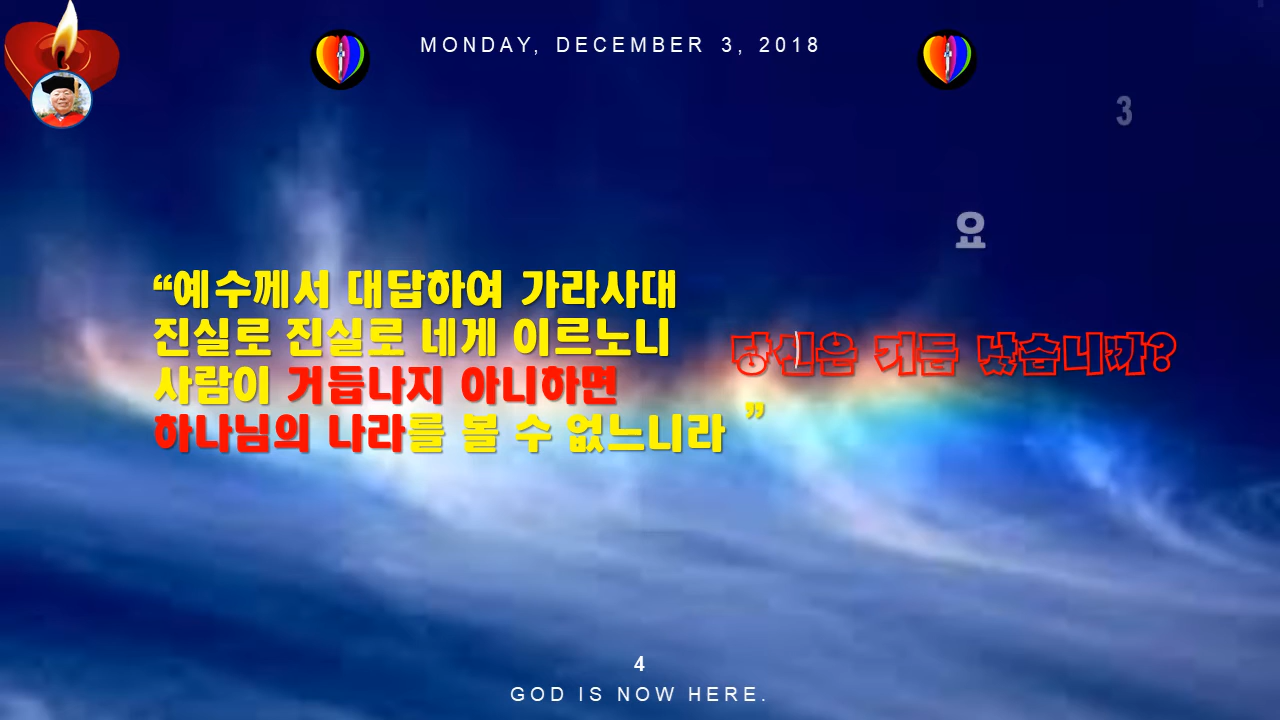 MONDAY, DECEMBER 3, 2018
3
요
“예수께서 대답하여 가라사대
진실로 진실로 네게 이르노니
사람이 거듭나지 아니하면
하나님의 나라를 볼 수 없느니라 ”
당신은 거듭 났습니까?
4
GOD IS NOW HERE.